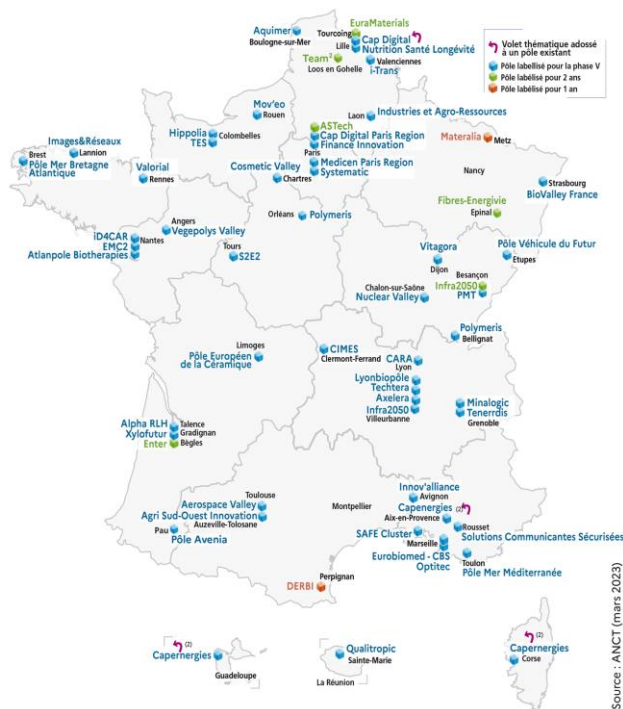 EuraMaterials
Tourcoing
Aquimer
Boulogne-sur-Mer
Cap Digital
Lille
Nutrition Santé Longévité
Team²
Loos en Gohelle
Valenciennes
i-Trans
Volet thématique adossé
à un pôle existant
Pôle labellisé pour la phase V
Pôle labélisé pour 2 ans
Pôle labélisé pour 1 an
Mov'eo
Rouen
Laon
Industries et Agro-Ressources
Hippolia
TES
Colombelles
ASTech
Cap Digital Paris Region
Finance Innovation
Paris
Medicen Paris Region
Systematic
Materalia
Metz
Images&Réseaux
Lannion
Brest
Pôle Mer Bretagne
Atlantique
Valorial
Rennes
Cosmetic Valley
Chartres
Nancy
Strasbourg
BioValley France
Fibres-Energivie
Epinal
Orléans
Polymeris
Angers
Vegepolys Valley
iD4CAR
EMC2
Nantes
Atlanpole Biotherapies
Tours
S2E2
Vitagora
Dijon
Pôle Véhicule du Futur
Etupes
Besançon
Infra2050
PMT
Chalon-sur-Saône
Nuclear Valley
Polymeris
Bellignat
Limoges
Pôle Européen
de la Céramique
CIMES
Clermont-Ferrand
CARA
Lyon
Lyonbiopôle
Techtera
Axelera
Infra2050
Villeurbanne
Minalogic
Tenerrdis
Grenoble
Alpha RLH
Talence
Xylofutur
Gradignan
Enter
Bègles
Toulouse
Aerospace Valley
Agri Sud-Ouest Innovation
Auzeville-Tolosane
Pau
Pôle Avenia
Montpellier
Innov'alliance
Avignon
Capenergies
(2)
Aix-en-Provence
Rousset
SAFE Cluster
Solutions Communicantes Sécurisées
Marseille
Eurobiomed - CBS
Optitec
Toulon
Pôle Mer Méditerranée
Perpignan
DERBI
(2)
Capernergies
Guadeloupe
Qualitropic
Sainte-Marie
La Réunion
(2)
Capernergies
Corse
Source : ANCT (mars 2023)